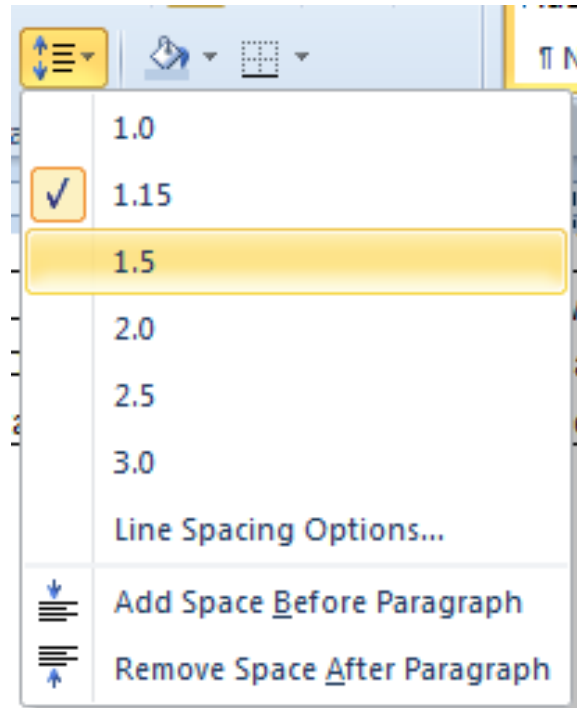 ¶ N
1.0
1.15
1.5
2.0
2.5
3.0
Line Spacing Options...
Add Space Before Paragraph
Remove Space After Paragraph